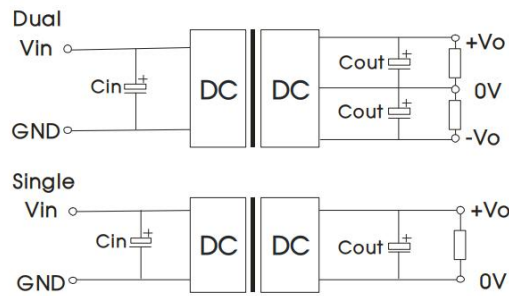 Dual
Vin
+Vo
Cin
+
DC
DC
Cout
+
0V
Cout
+
GND
-Vo
Single
Vin
+Vo
Cin
+
DC
DC
Cout
+
GND
0V